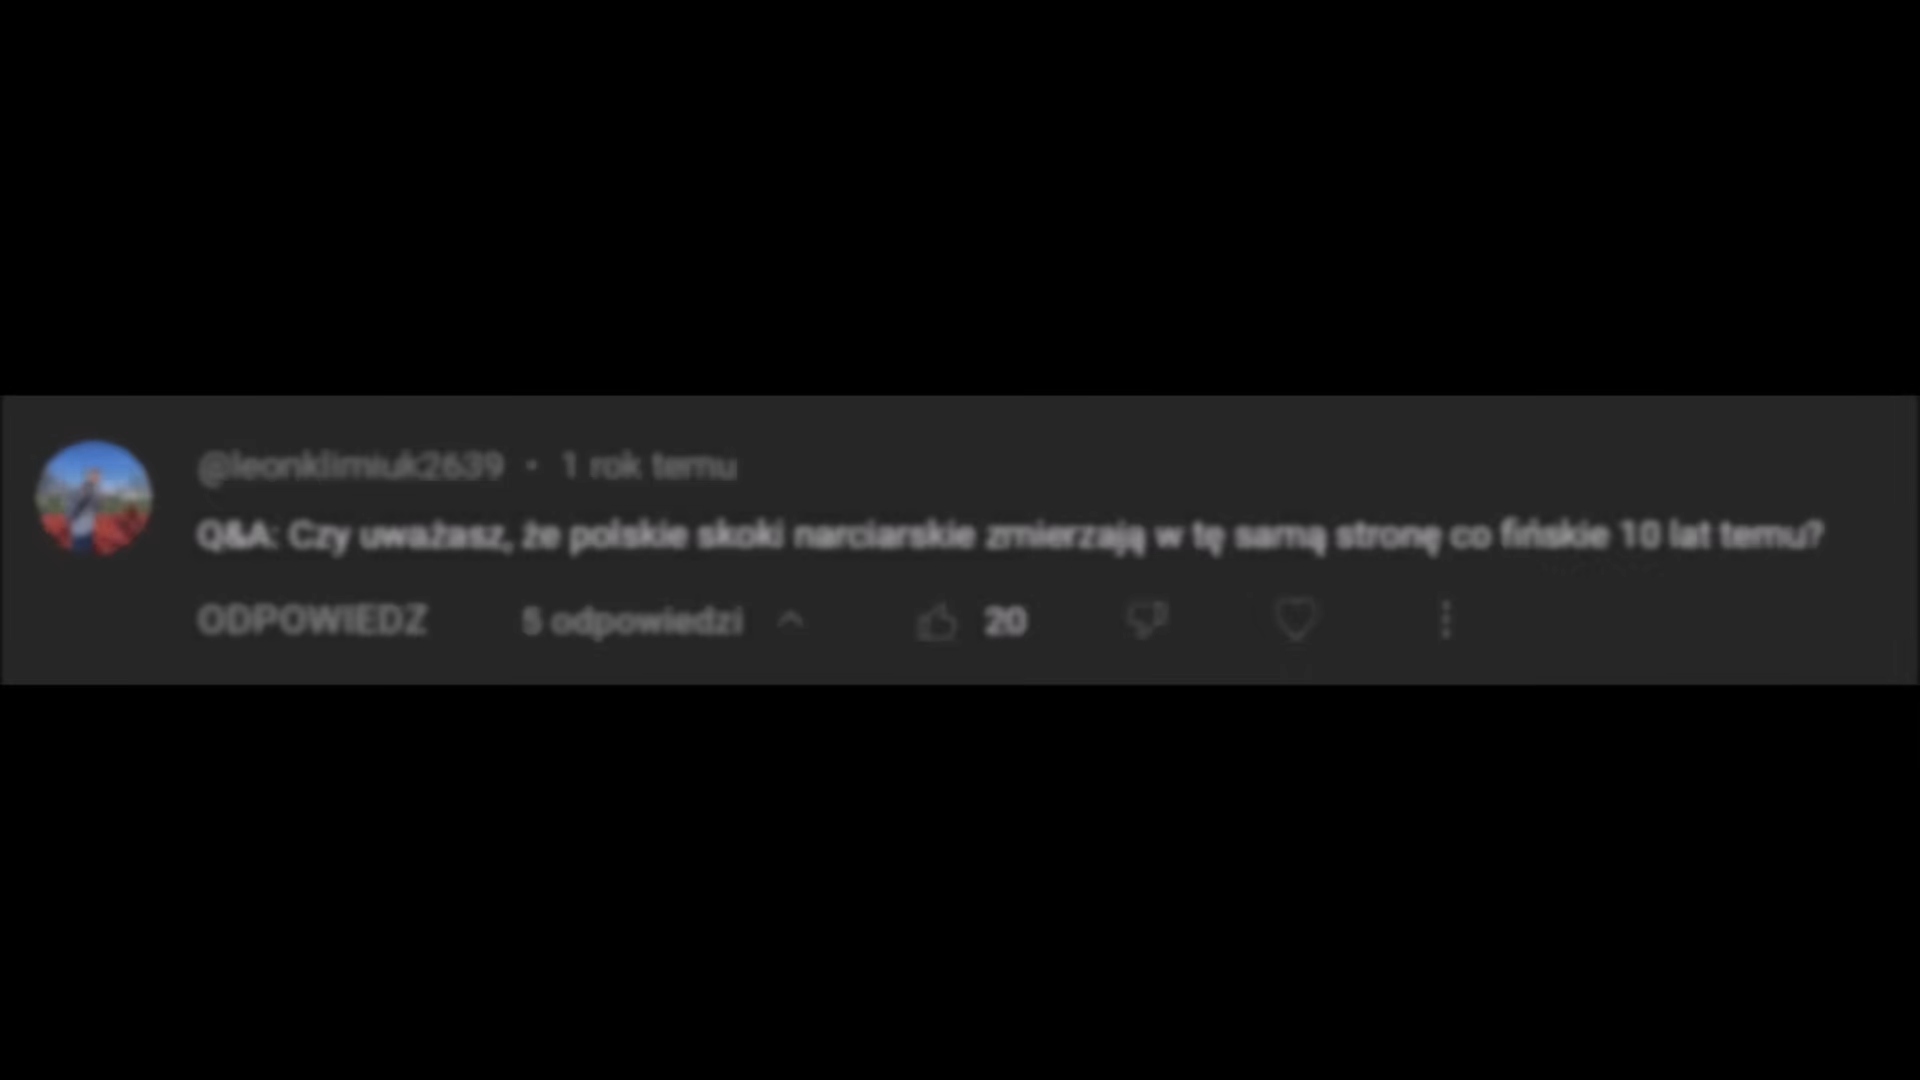 @leonklimiuk2639 • 1 rok temu
Q&A: Czy uważasz, że polskie skoki narciarskie zmierzają w tę samą stronę co fińskie 10 lat temu?
ODPOWIEDZ 5 odpowiedzi 20